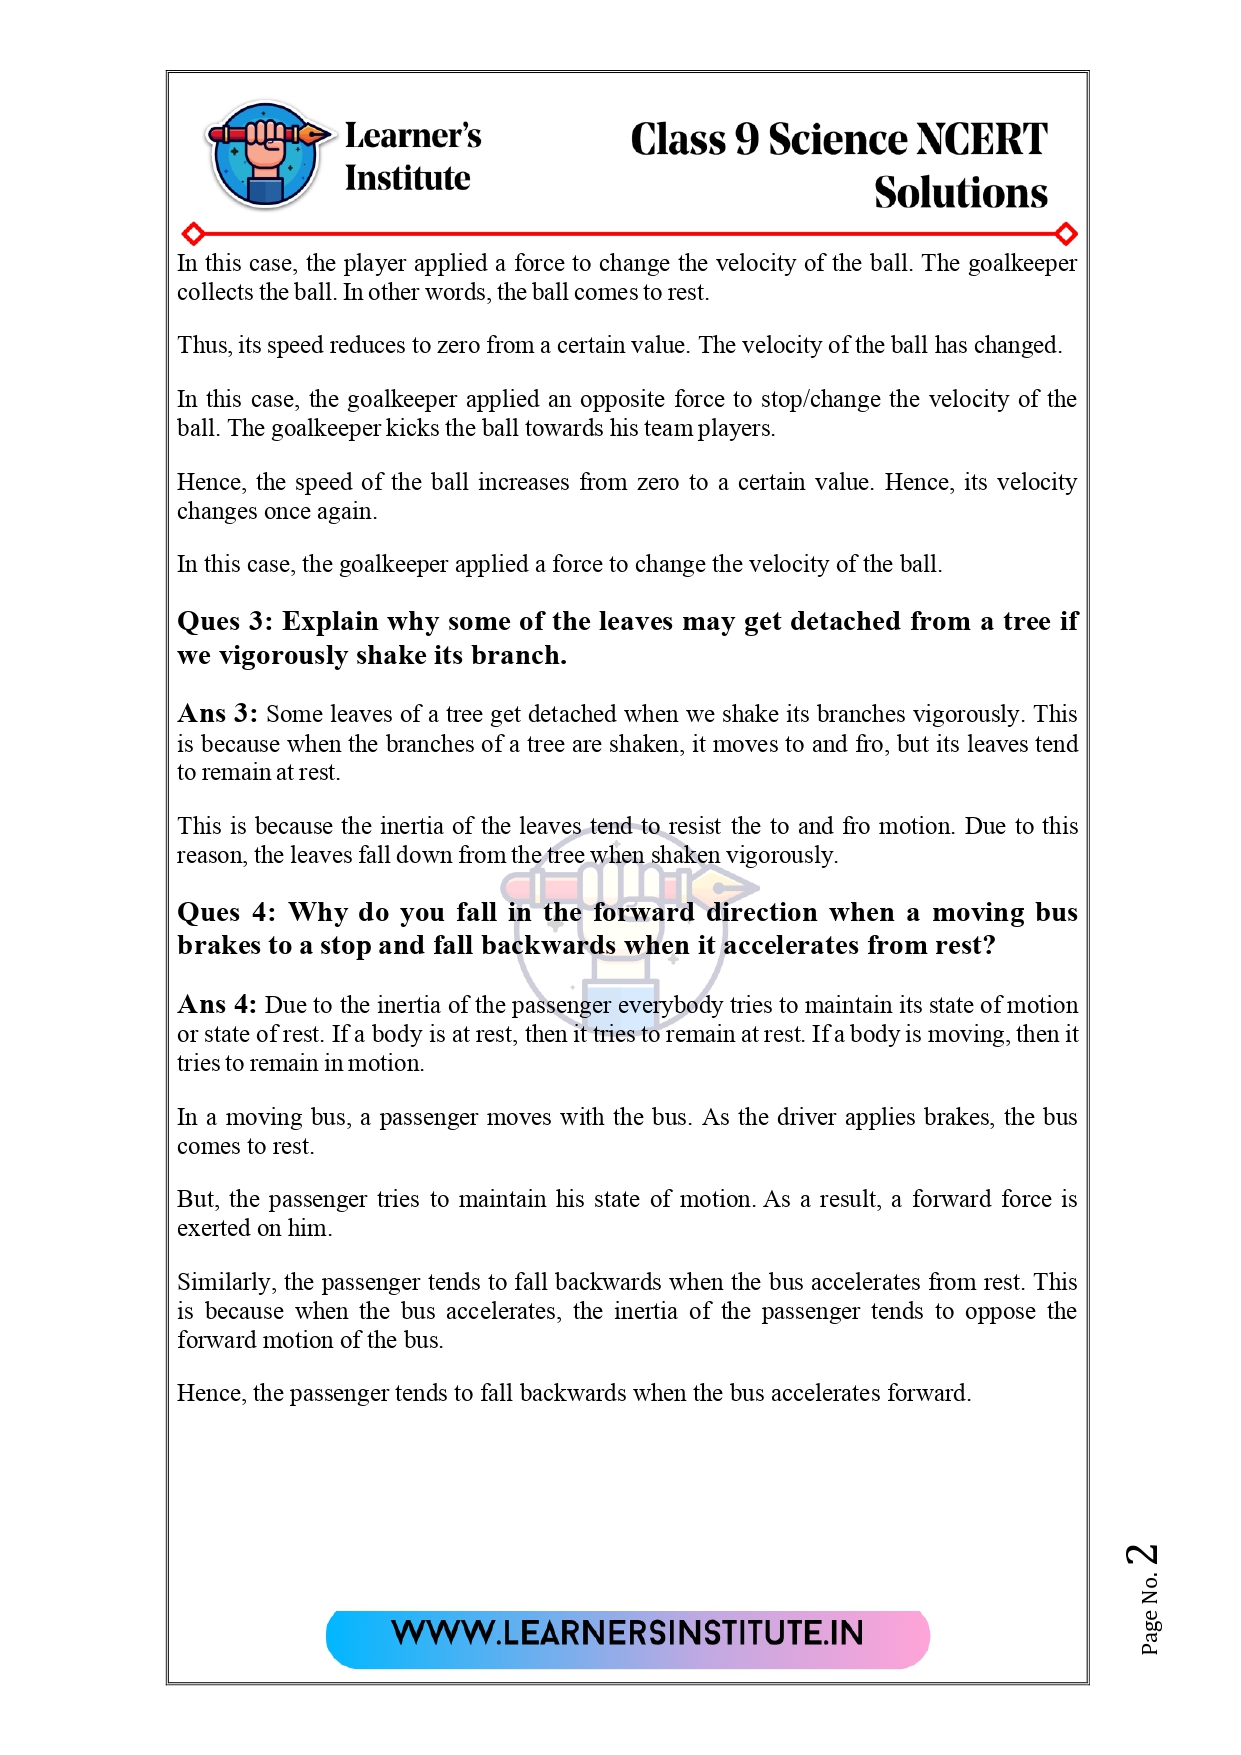 Learner's
Institute
Class 9 Science NCERT
Solutions
In this case, the player applied a force to change the velocity of the ball. The goalkeeper
collects the ball. In other words, the ball comes to rest.
Thus, its speed reduces to zero from a certain value. The velocity of the ball has changed.
In this case, the goalkeeper applied an opposite force to stop/change the velocity of the
ball. The goalkeeper kicks the ball towards his team players.
Hence, the speed of the ball increases from zero to a certain value. Hence, its velocity
changes once again.
In this case, the goalkeeper applied a force to change the velocity of the ball.
Ques 3: Explain why some of the leaves may get detached from a tree if
we vigorously shake its branch.
Ans 3: Some leaves of a tree get detached when we shake its branches vigorously. This
is because when the branches of a tree are shaken, it moves to and fro, but its leaves tend
to remain at rest.
This is because the inertia of the leaves tend to resist the to and fro motion. Due to this
reason, the leaves fall down from the tree when shaken vigorously.
Ques 4: Why do you fall in the forward direction when a moving bus
brakes to a stop and fall backwards when it accelerates from rest?
Ans 4: Due to the inertia of the passenger everybody tries to maintain its state of motion
or state of rest. If a body is at rest, then it tries to remain at rest. If a body is moving, then it
tries to remain in motion.
In a moving bus, a passenger moves with the bus. As the driver applies brakes, the bus
comes to rest.
But, the passenger tries to maintain his state of motion. As a result, a forward force is
exerted on him.
Similarly, the passenger tends to fall backwards when the bus accelerates from rest. This
is because when the bus accelerates, the inertia of the passenger tends to oppose the
forward motion of the bus.
Hence, the passenger tends to fall backwards when the bus accelerates forward.
Page No. 2
WWW.LEARNERSINSTITUTE.IN